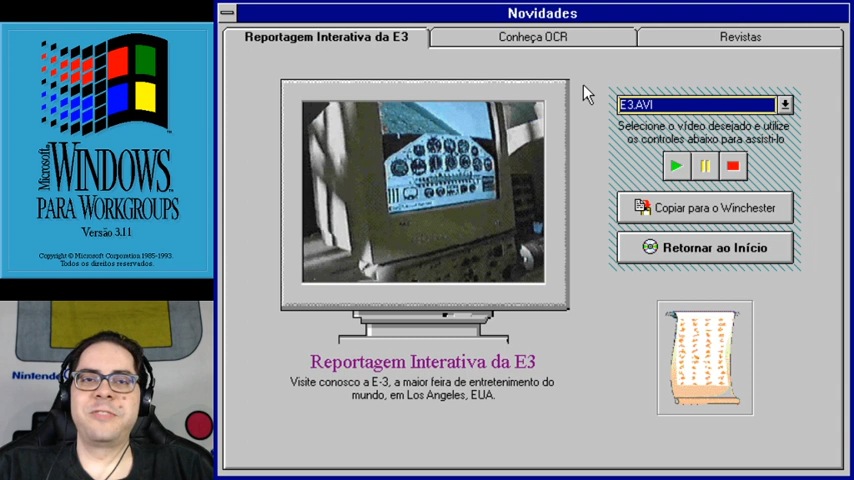 Microsoft
WINDOWS
PARA WORKGROUPS
Versão 3.11
Copyright © Microsoft Corporation 1985-1993.
Todos os direitos reservados.
Nintendo
Novidades
Reportagem Interativa da E3
Conheça OCR
Revistas
E3.AVI
Selecione o vídeo desejado e utilize
os controles abaixo para assisti-lo
Copiar para o Winchester
Retornar ao Início
Reportagem Interativa da E3
Visite conosco a E-3, a maior feira de entretenimento do
mundo, em Los Angeles, EUA.